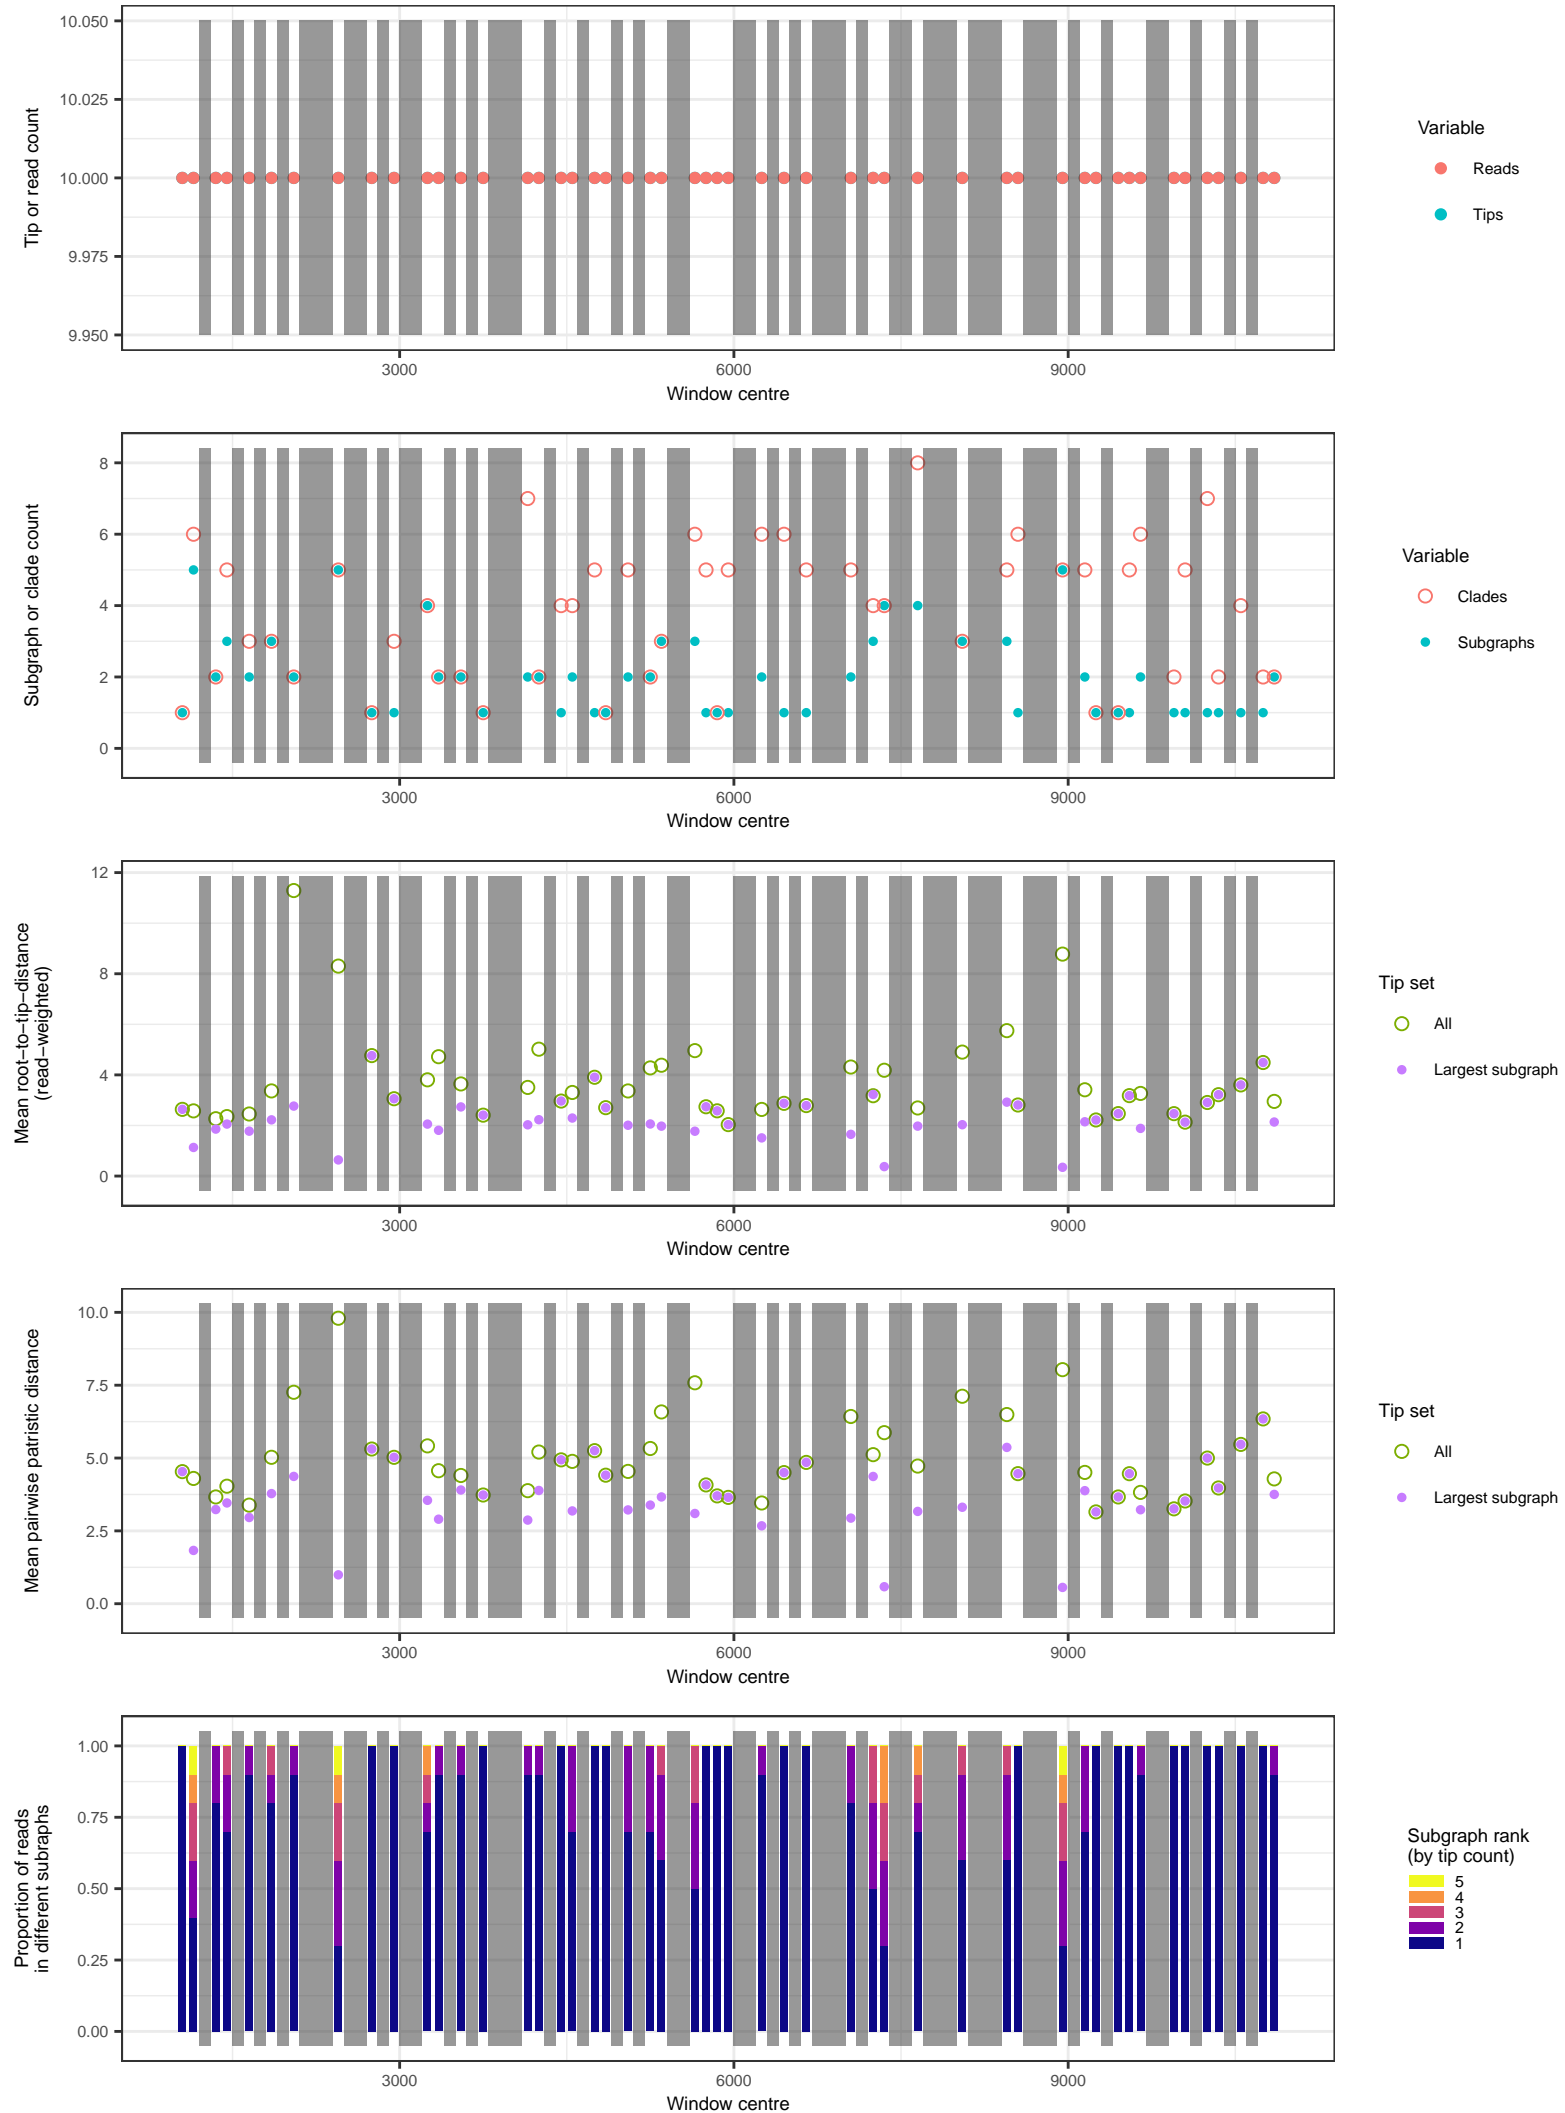 10.050
10.025
10.000
9.975
9.950
Tip or read count
3000 6000 9000
Window centre
Variable
Reads
Tips
8
6
4
2
0
Subgraph or clade count
3000 6000 9000
Window centre
Variable
Clades
Subgraphs
12
8
4
0
Mean root−to−tip−distance
(read−weighted)
3000 6000 9000
Window centre
Tip set
All
Largest subgraph
10.0
7.5
5.0
2.5
0.0
Mean pairwise patristic distance
3000 6000 9000
Window centre
Tip set
All
Largest subgraph
1.00
0.75
0.50
0.25
0.00
Proportion of reads
in different subraphs
3000 6000 9000
Window centre
Subgraph rank
(by tip count)
5
4
3
2
1